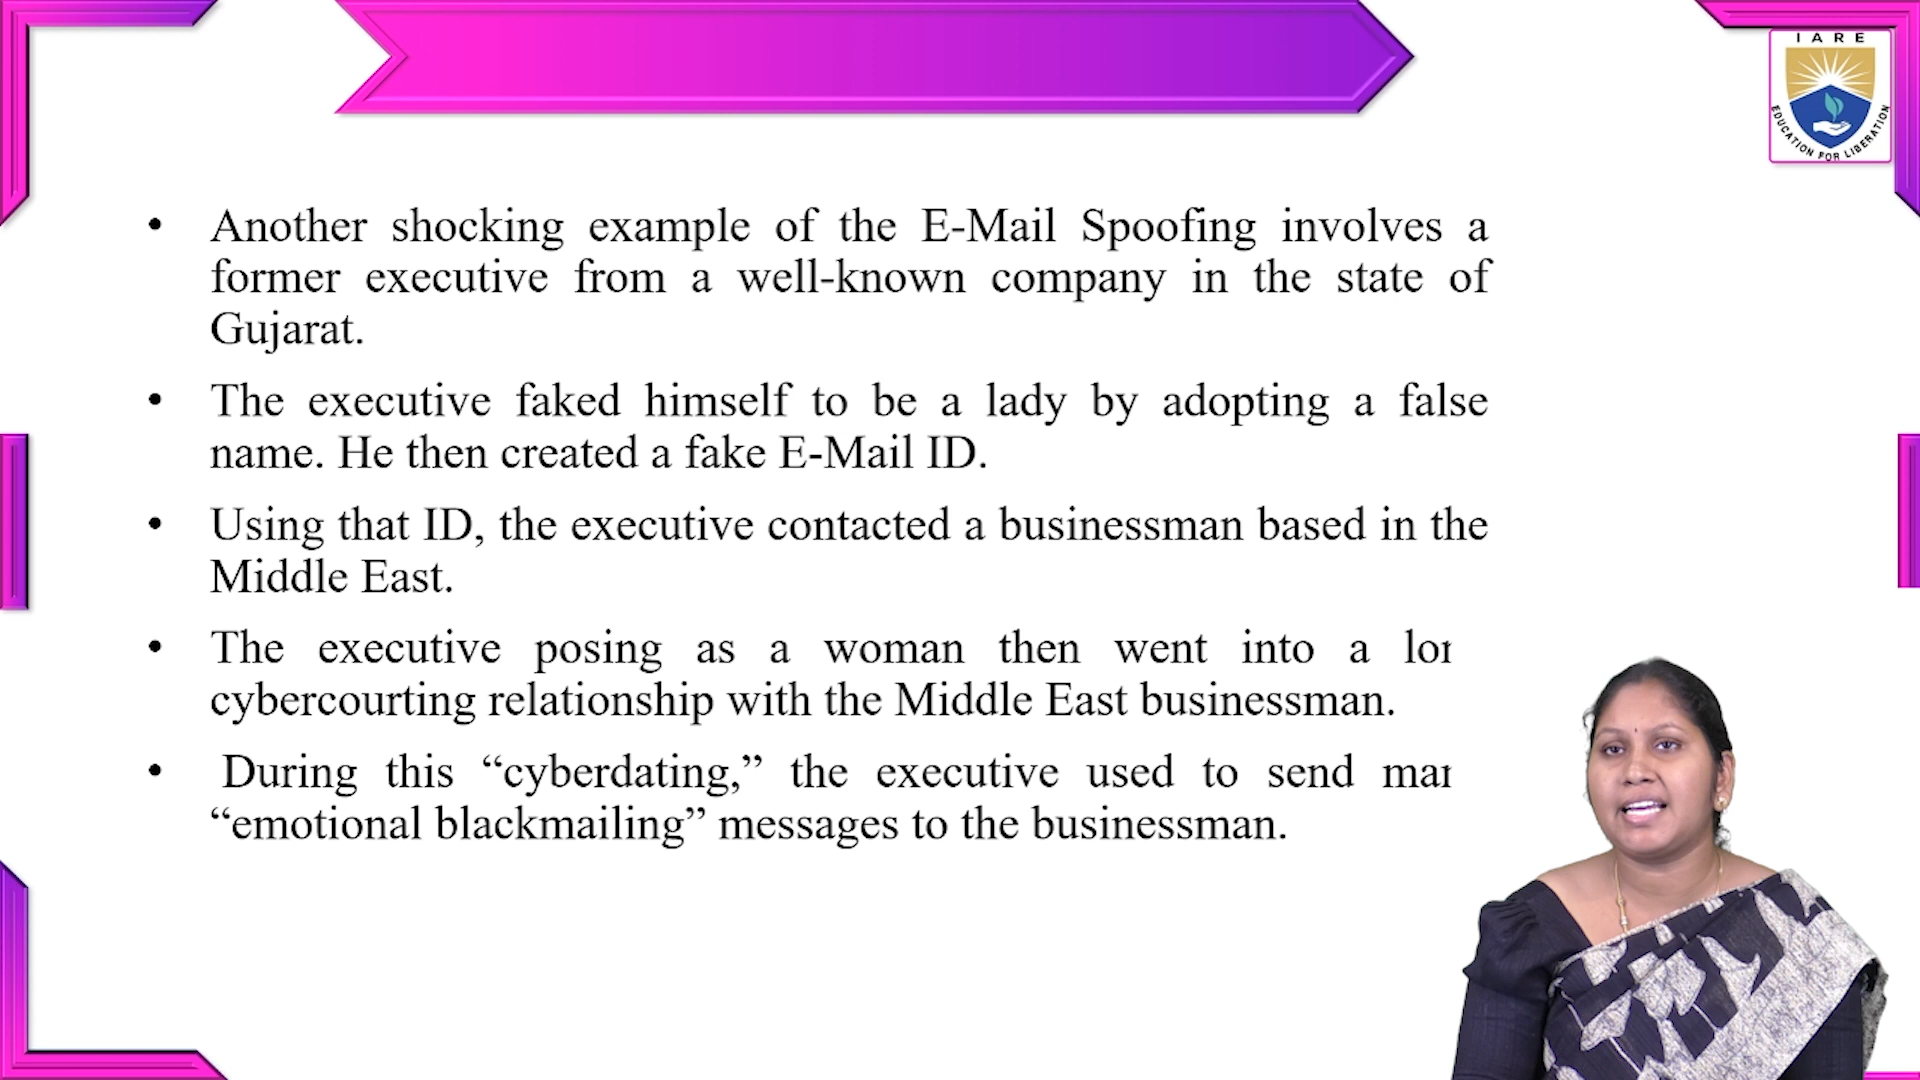 I A R E
EDUCATION FOR LIBERATION
• Another shocking example of the E-Mail Spoofing involves a
former executive from a well-known company in the state of
Gujarat.
• The executive faked himself to be a lady by adopting a false
name. He then created a fake E-Mail ID.
• Using that ID, the executive contacted a businessman based in the
Middle East.
• The executive posing as a woman then went into a
cybercourting relationship with the Middle East businessman.
• During this “cyberdating,” the executive used to send
“emotional blackmailing” messages to the businessman.